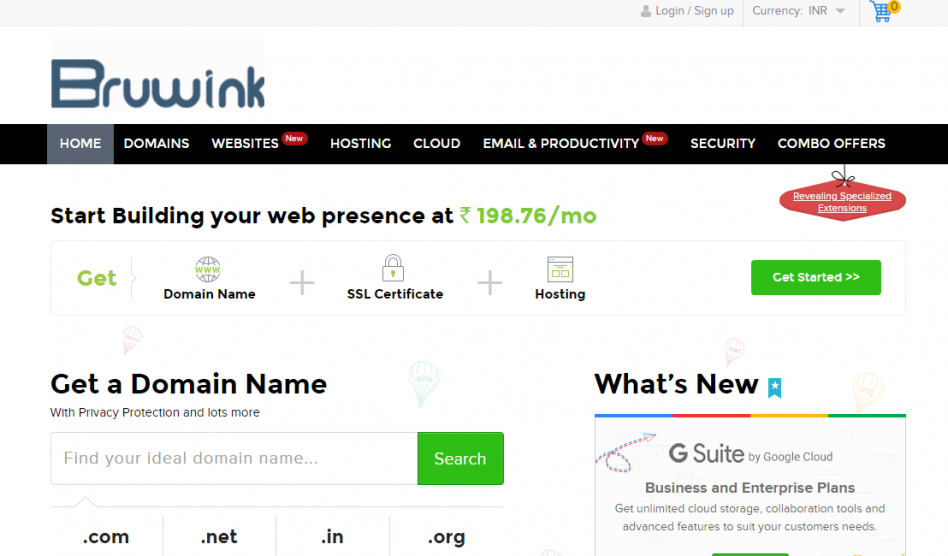 Login / Sign up
Currency: INR
0
Bruwink
HOME
DOMAINS
WEBSITES New
HOSTING
CLOUD
EMAIL & PRODUCTIVITY New
SECURITY
COMBO OFFERS
Revealing Specialized
Extensions
Start Building your web presence at ₹ 198.76/mo
Get
www
Domain Name
SSL Certificate
Hosting
Get Started >>
Get a Domain Name
With Privacy Protection and lots more
Find your ideal domain name...
Search
.com
.net
.in
.org
.site
.net
.org
What's New
G Suite by Google Cloud
Business and Enterprise Plans
Get unlimited cloud storage, collaboration tools and
advanced features to suit your customers needs.